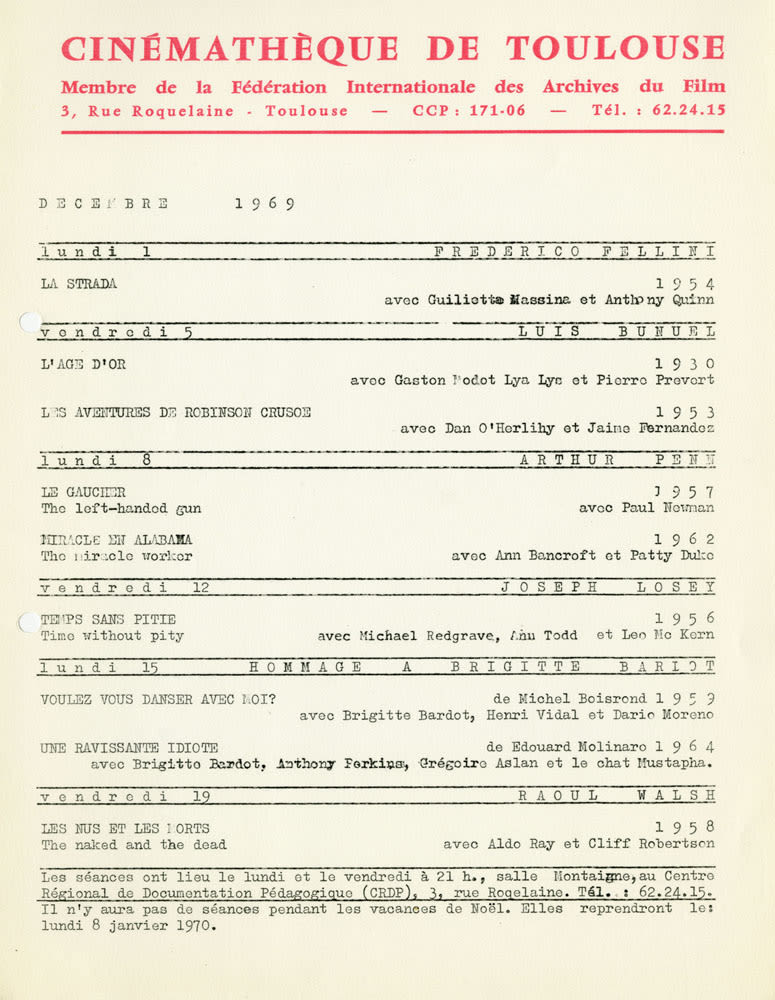 CINÉMATHÈQUE DE TOULOUSE
Membre de la Fédération Internationale des Archives du Film
3, Rue Roquelaine - Toulouse — CCP : 171-06 — Tél. : 62.24.15
DECEMBRE 1969
lundi 1 FREDERICO FELLINI
LA STRADA 1954
avec Guiliette Massina et Anthony Quinn
vendredi 5 LUIS BUNUEL
L'AGE D'OR 1930
avec Gaston Modot Lya Lys et Pierre Prevert
LES AVENTURES DE ROBINSON CRUSOE 1953
avec Dan O'Herlihy et Jaime Fernandez
lundi 8 ARTHUR PENN
LE GAUCHER 1957
The left-handed gun avec Paul Newman
MIRACLE EN ALABAMA 1962
The miracle worker avec Ann Bancroft et Patty Duke
vendredi 12 JOSEPH LOSEY
TEMPS SANS PITIE 1956
Time without pity avec Michael Redgrave, Ann Todd et Leo Mc Kern
lundi 15 HOMMAGE A BRIGITTE BARDOT
VOULEZ VOUS DANSER AVEC MOI? de Michel Boisrond 1959
avec Brigitte Bardot, Henri Vidal et Dario Moreno
UNE RAVISSANTE IDIOTE de Edouard Molinaro 1964
avec Brigitte Bardot, Anthony Perkins, Grégoire Aslan et le chat Mustapha.
vendredi 19 RAOUL WALSH
LES NUS ET LES MORTS 1958
The naked and the dead avec Aldo Ray et Cliff Robertson
Les séances ont lieu le lundi et le vendredi à 21 h., salle Montaigne,au Centre
Régional de Documentation Pédagogique (CRDP), 3, rue Roqelaine. Tél. : 62.24.15.
Il n'y aura pas de séances pendant les vacances de Noël. Elles reprendront le:
lundi 8 janvier 1970.